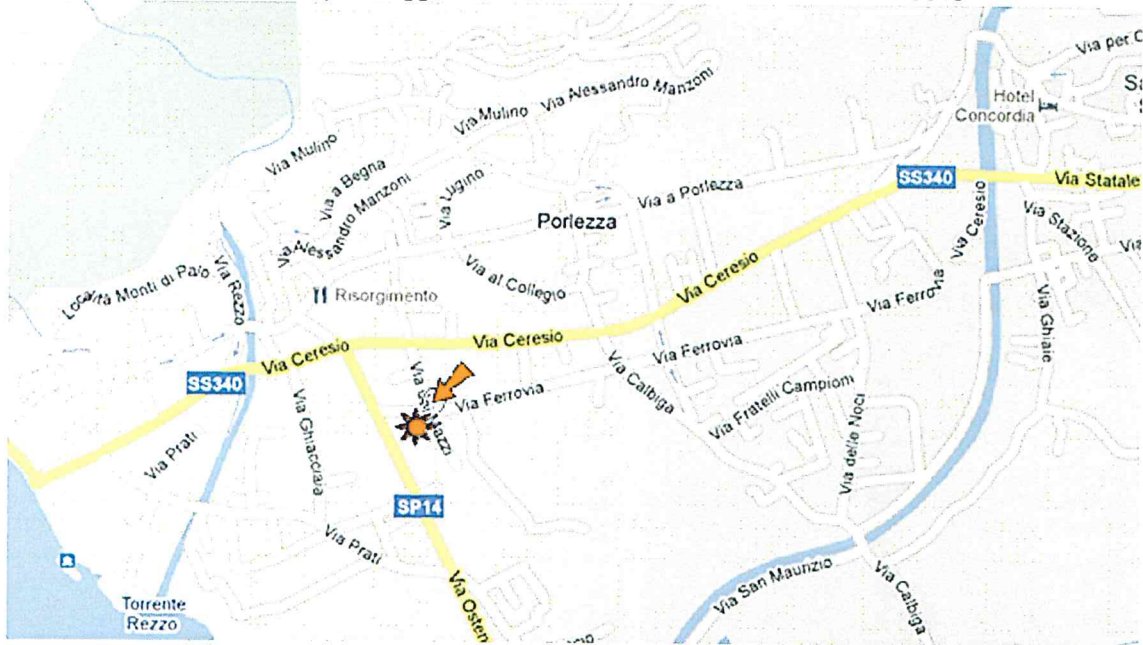 Via per C
Hotel
Concordia
Via Alessandro Manzoni
Via Mulino
Via Mulino
Via a Begna
Via Alessandro Manzoni
Via Lugino
Via a Porlezza
SS340
Via Statale
Porlezza
Via Ceresio
Via Stazione
Via al Collegio
Via Ceresio
Località Monti di Palo
Via Rezzo
Risorgimento
Via Ferrovia
Via Ghiaie
Via Ceresio
Via Ceresio
Via Ferrovia
SS340
Via Ferrovia
Via Calbiga
Via Fratelli Campioni
Via delle Noci
Via Ghiacciaia
Via Prati
SP14
Via Prati
Via Osten
Via San Maurizio
Via Calbiga
Torrente
Rezzo